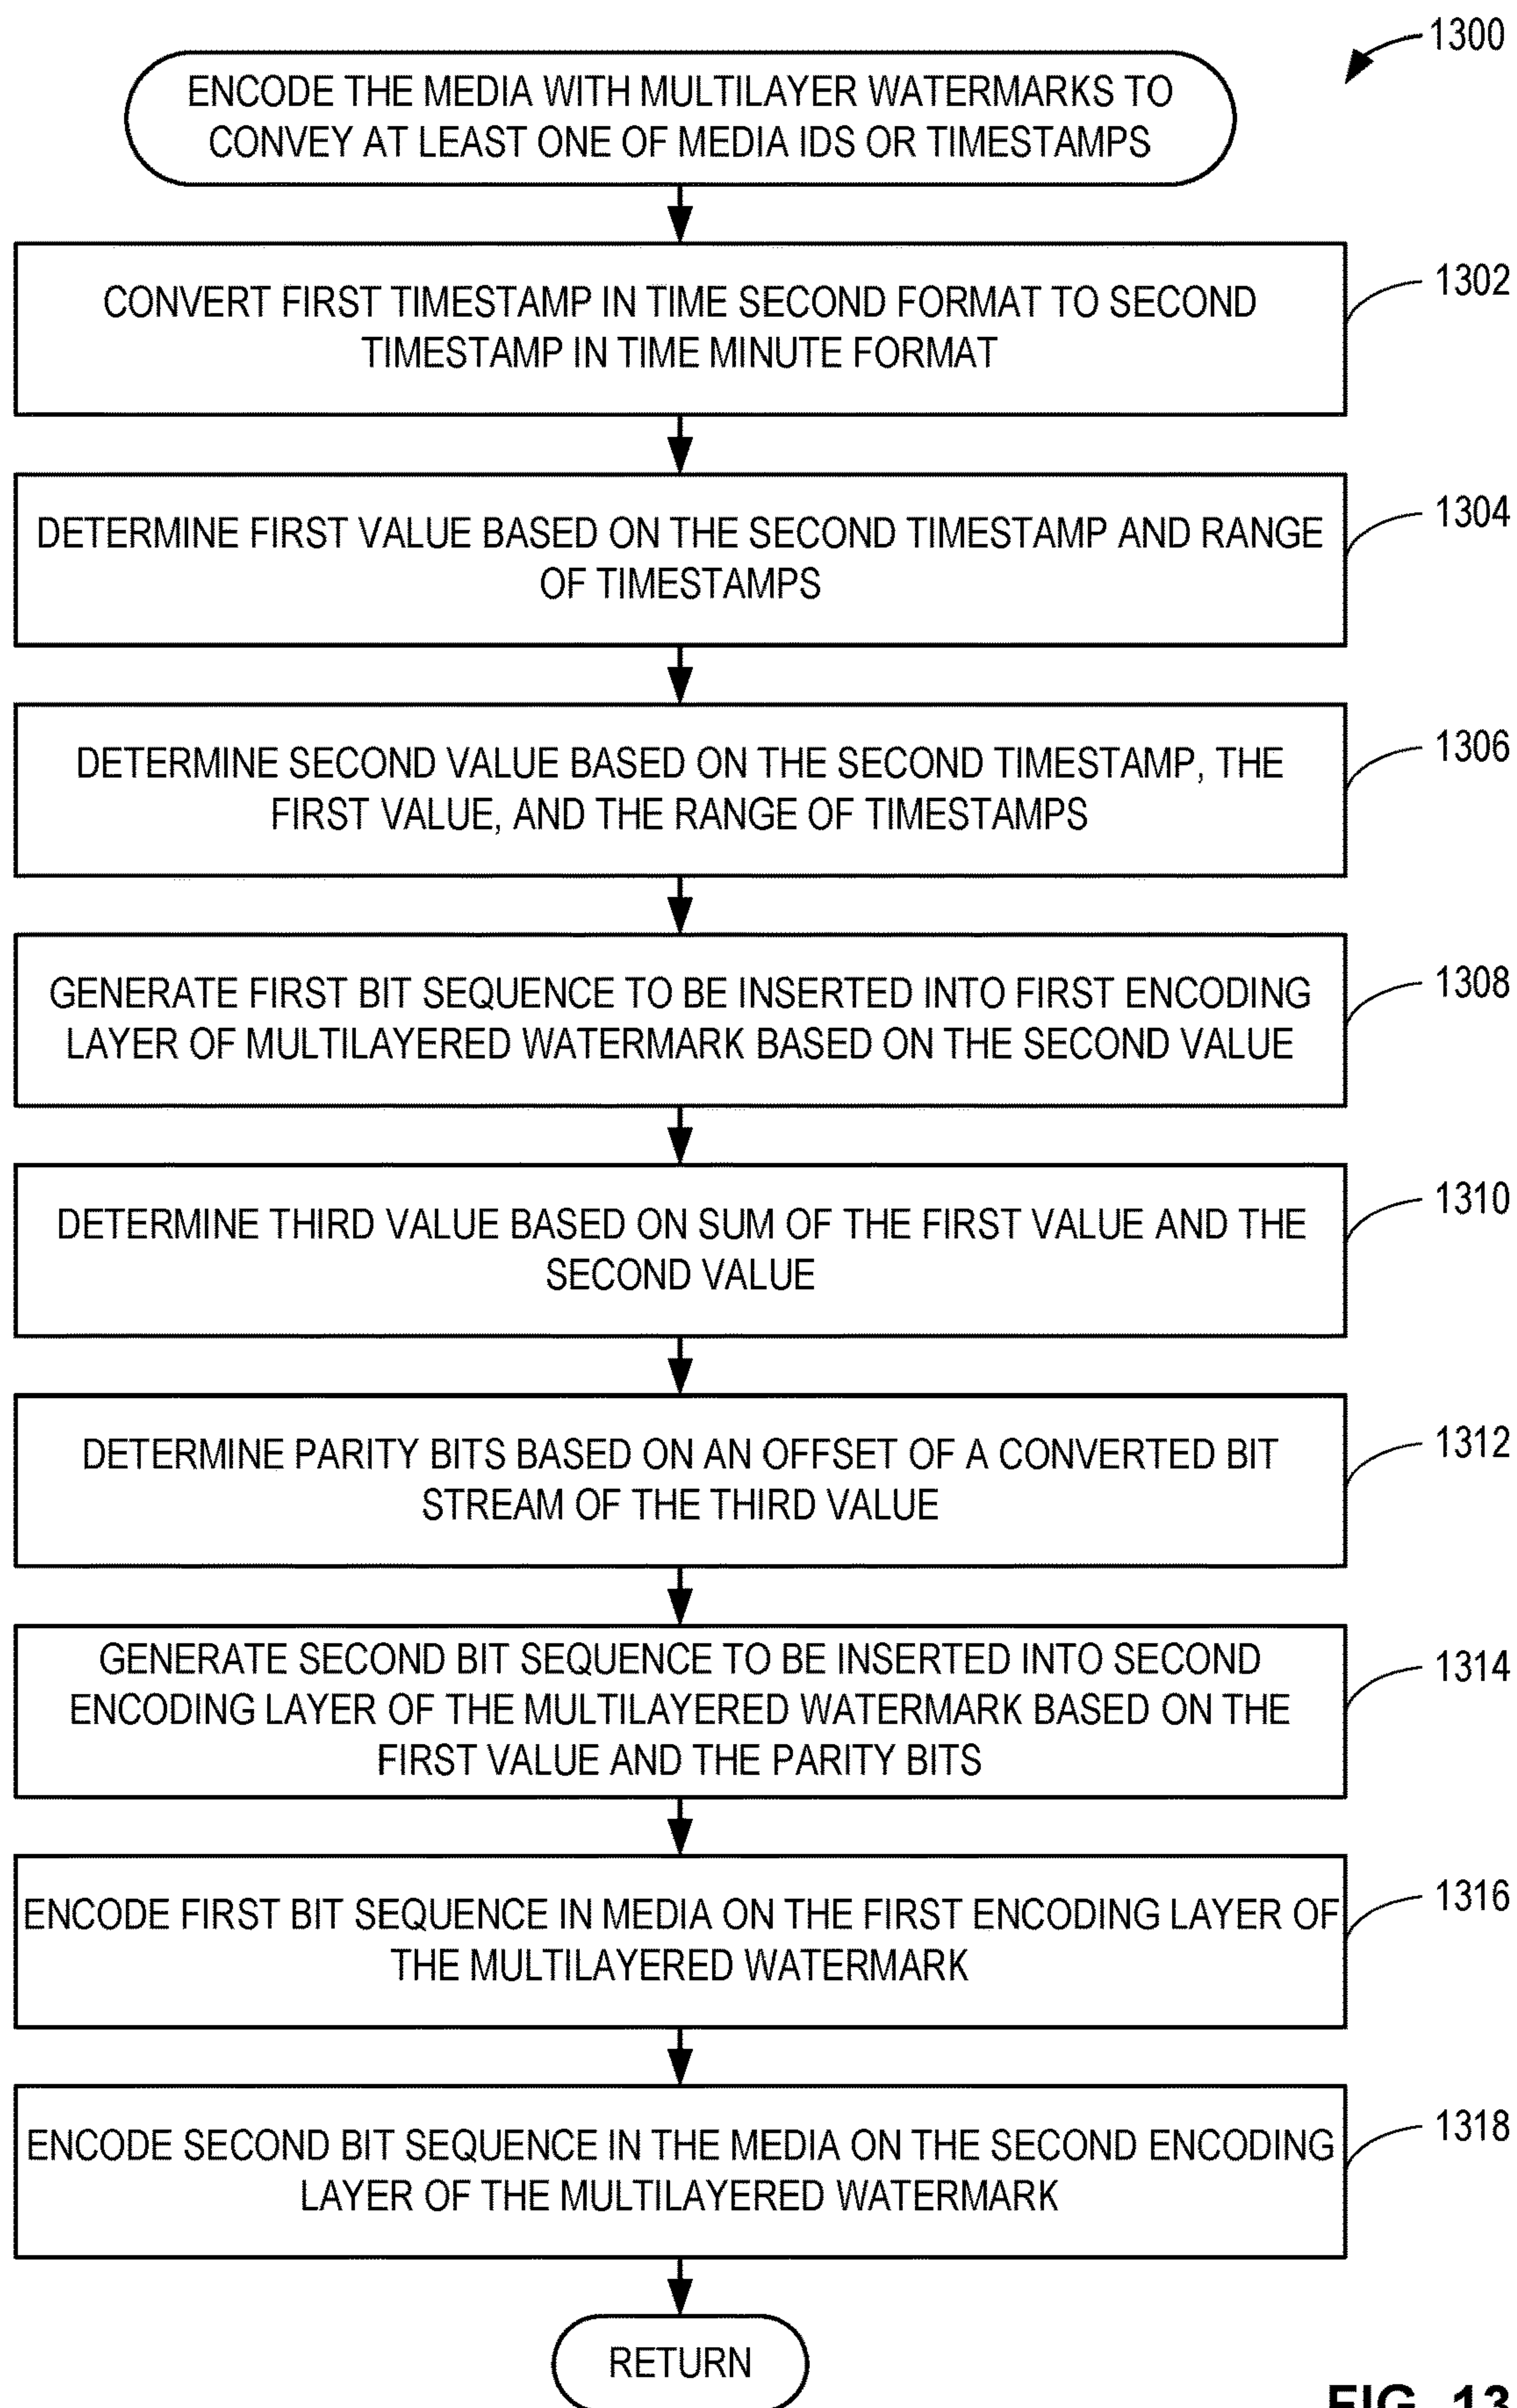 1300
ENCODE THE MEDIA WITH MULTILAYER WATERMARKS TO
CONVEY AT LEAST ONE OF MEDIA IDS OR TIMESTAMPS
1302
CONVERT FIRST TIMESTAMP IN TIME SECOND FORMAT TO SECOND
TIMESTAMP IN TIME MINUTE FORMAT
1304
DETERMINE FIRST VALUE BASED ON THE SECOND TIMESTAMP AND RANGE
OF TIMESTAMPS
1306
DETERMINE SECOND VALUE BASED ON THE SECOND TIMESTAMP, THE
FIRST VALUE, AND THE RANGE OF TIMESTAMPS
1308
GENERATE FIRST BIT SEQUENCE TO BE INSERTED INTO FIRST ENCODING
LAYER OF MULTILAYERED WATERMARK BASED ON THE SECOND VALUE
1310
DETERMINE THIRD VALUE BASED ON SUM OF THE FIRST VALUE AND THE
SECOND VALUE
1312
DETERMINE PARITY BITS BASED ON AN OFFSET OF A CONVERTED BIT
STREAM OF THE THIRD VALUE
1314
GENERATE SECOND BIT SEQUENCE TO BE INSERTED INTO SECOND
ENCODING LAYER OF THE MULTILAYERED WATERMARK BASED ON THE
FIRST VALUE AND THE PARITY BITS
1316
ENCODE FIRST BIT SEQUENCE IN MEDIA ON THE FIRST ENCODING LAYER OF
THE MULTILAYERED WATERMARK
1318
ENCODE SECOND BIT SEQUENCE IN THE MEDIA ON THE SECOND ENCODING
LAYER OF THE MULTILAYERED WATERMARK
RETURN
FIG. 13